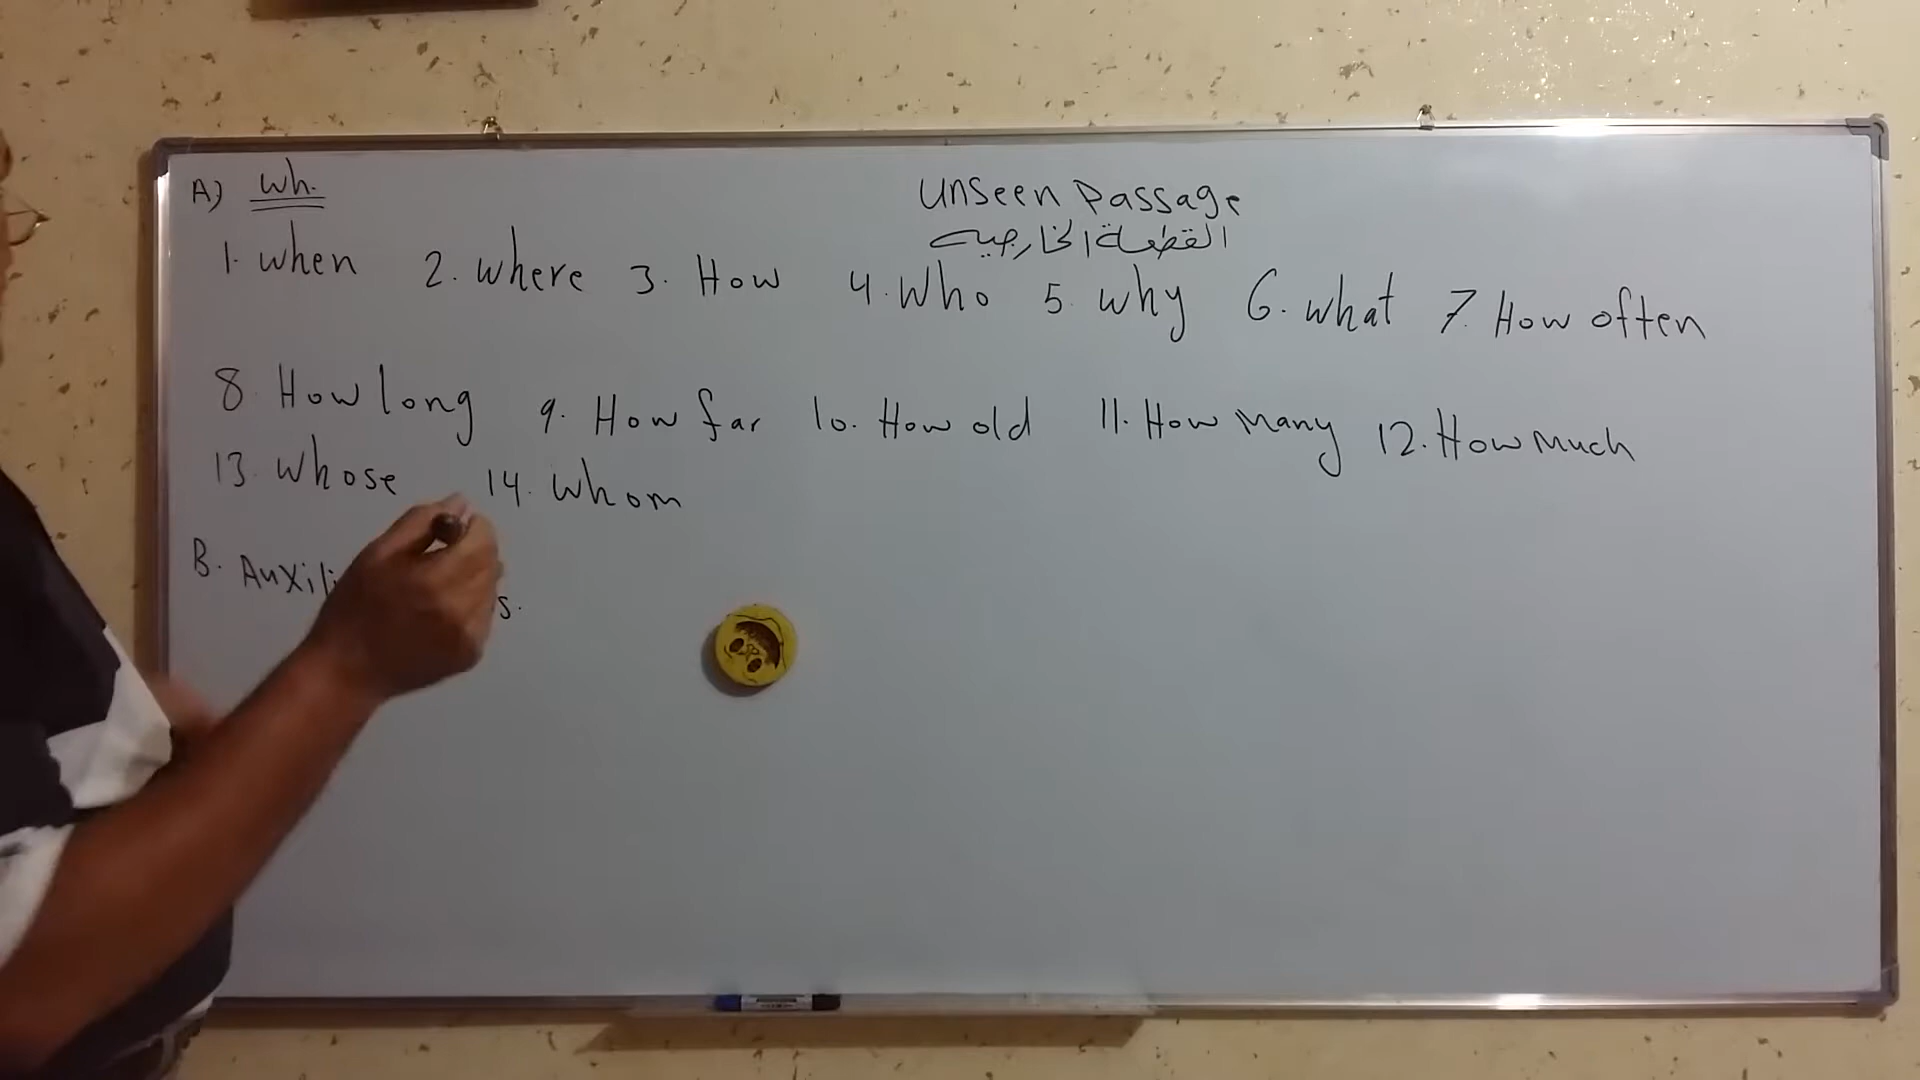 A) wh.
Unseen Passage
القطعة الخارجية
1. when 2. where 3. How 4. Who 5. why 6. what 7. How often
8. How long 9. How far 10. How old 11. How many 12. How much
13. whose 14. whom
B.